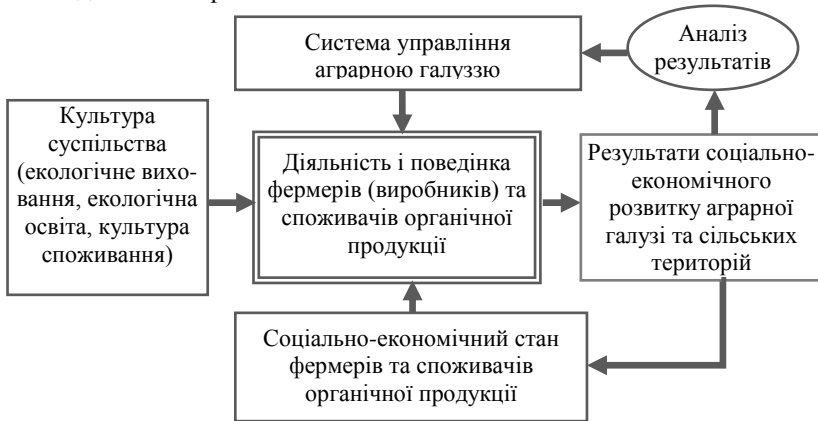 Система управління
аграрною галуззю
Аналіз
результатів
Культура
суспільства
(екологічне вихо-
вання, екологічна
освіта, культура
споживання)
Діяльність і поведінка
фермерів (виробників) та
споживачів органічної
продукції
Результати соціально-
економічного
розвитку аграрної
галузі та сільських
територій
Соціально-економічний стан
фермерів та споживачів
органічної продукції